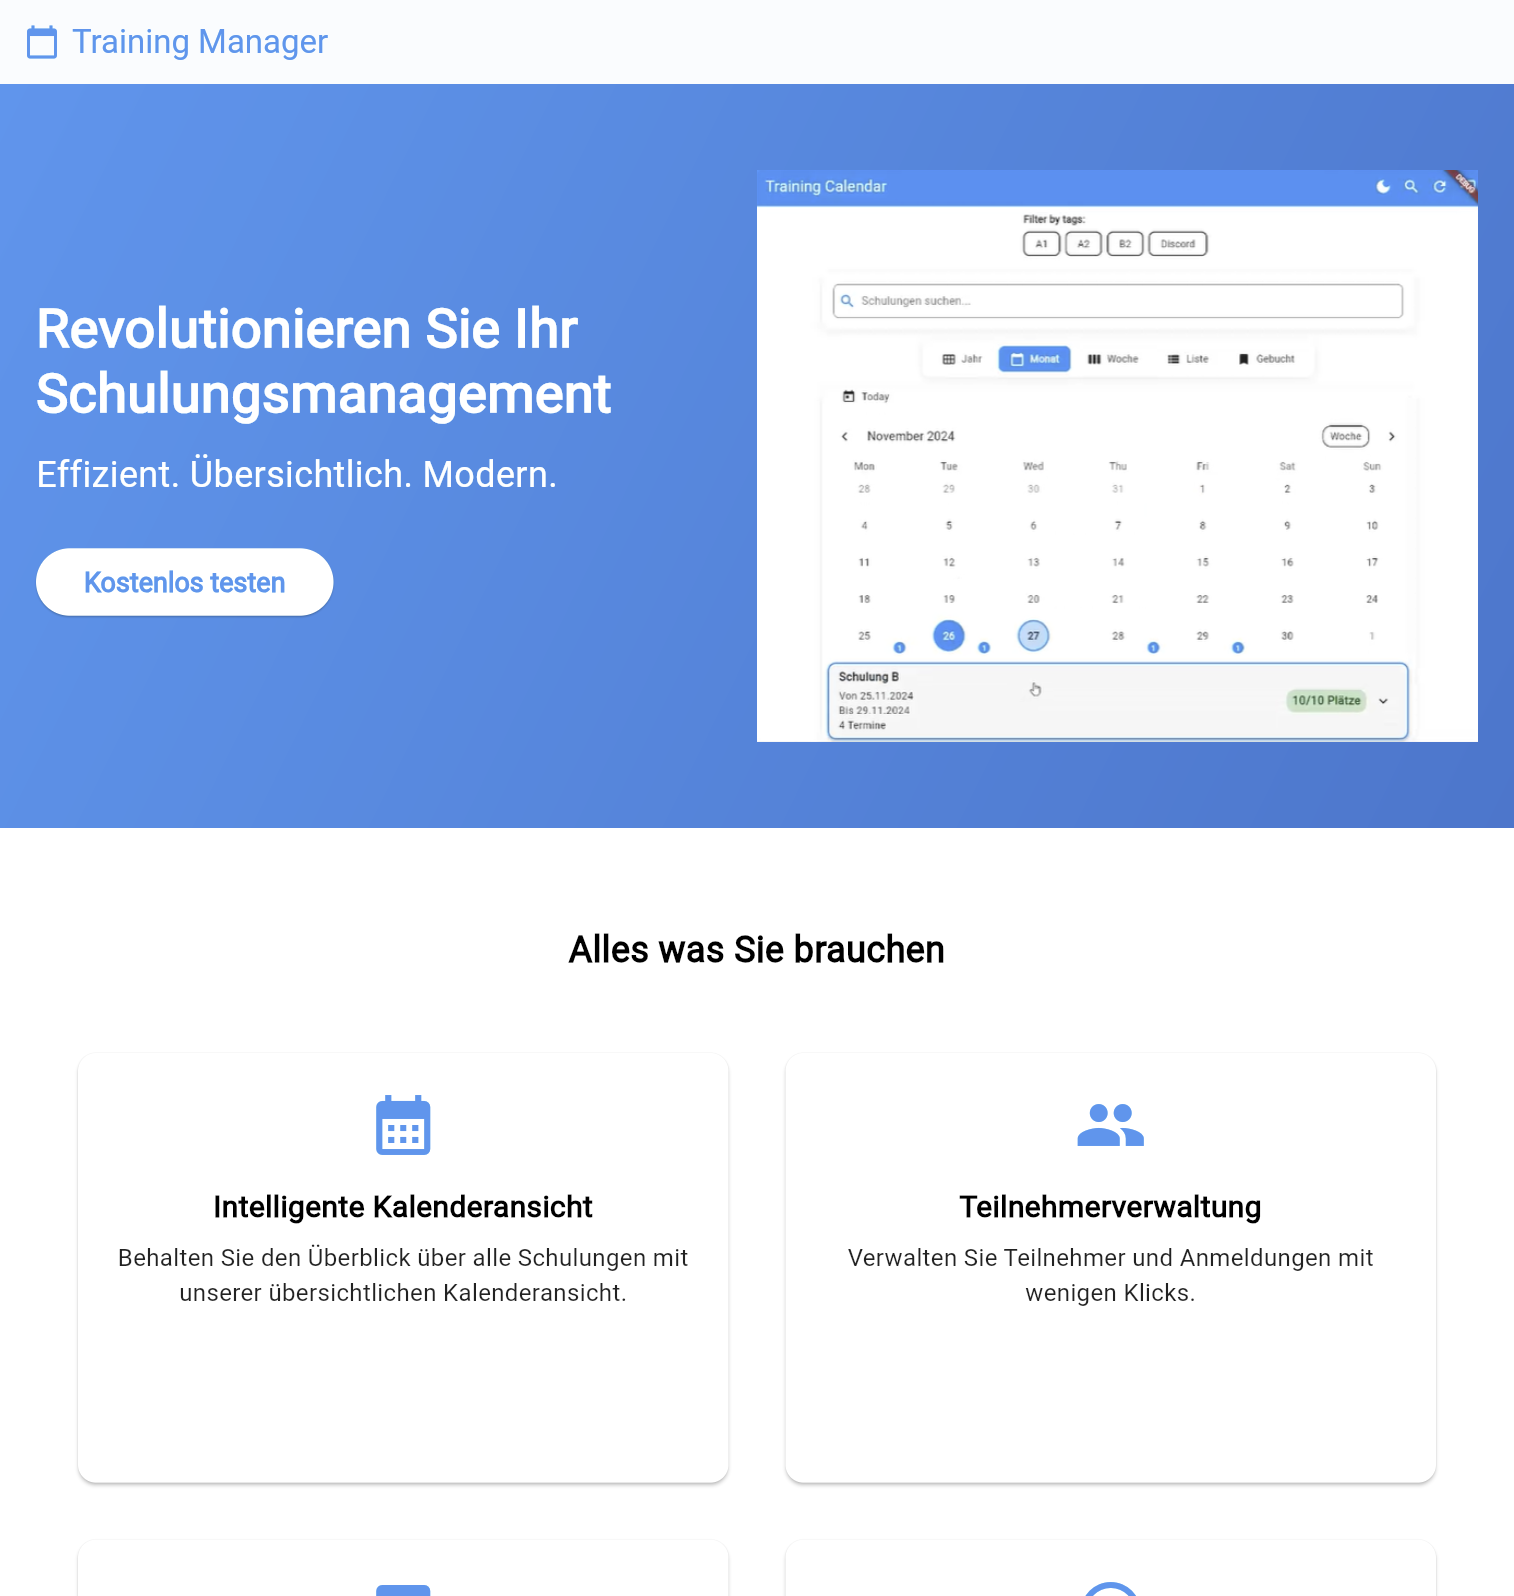 Training Manager
Revolutionieren Sie Ihr
Schulungsmanagement
Effizient. Übersichtlich. Modern.
Kostenlos testen
Training Calendar
DEBUG
Filter by tags:
A1 A2 B2 Discord
Schulungen suchen...
Jahr Monat Woche Liste Gebucht
Today
November 2024 Woche
Mon Tue Wed Thu Fri Sat Sun
28 29 30 31 1 2 3
4 5 6 7 8 9 10
11 12 13 14 15 16 17
18 19 20 21 22 23 24
25 26 27 28 29 30 1
1 1 1 1
Schulung B
Von 25.11.2024
Bis 29.11.2024
4 Termine
10/10 Plätze
Alles was Sie brauchen
Intelligente Kalenderansicht
Behalten Sie den Überblick über alle Schulungen mit
unserer übersichtlichen Kalenderansicht.
Teilnehmerverwaltung
Verwalten Sie Teilnehmer und Anmeldungen mit
wenigen Klicks.